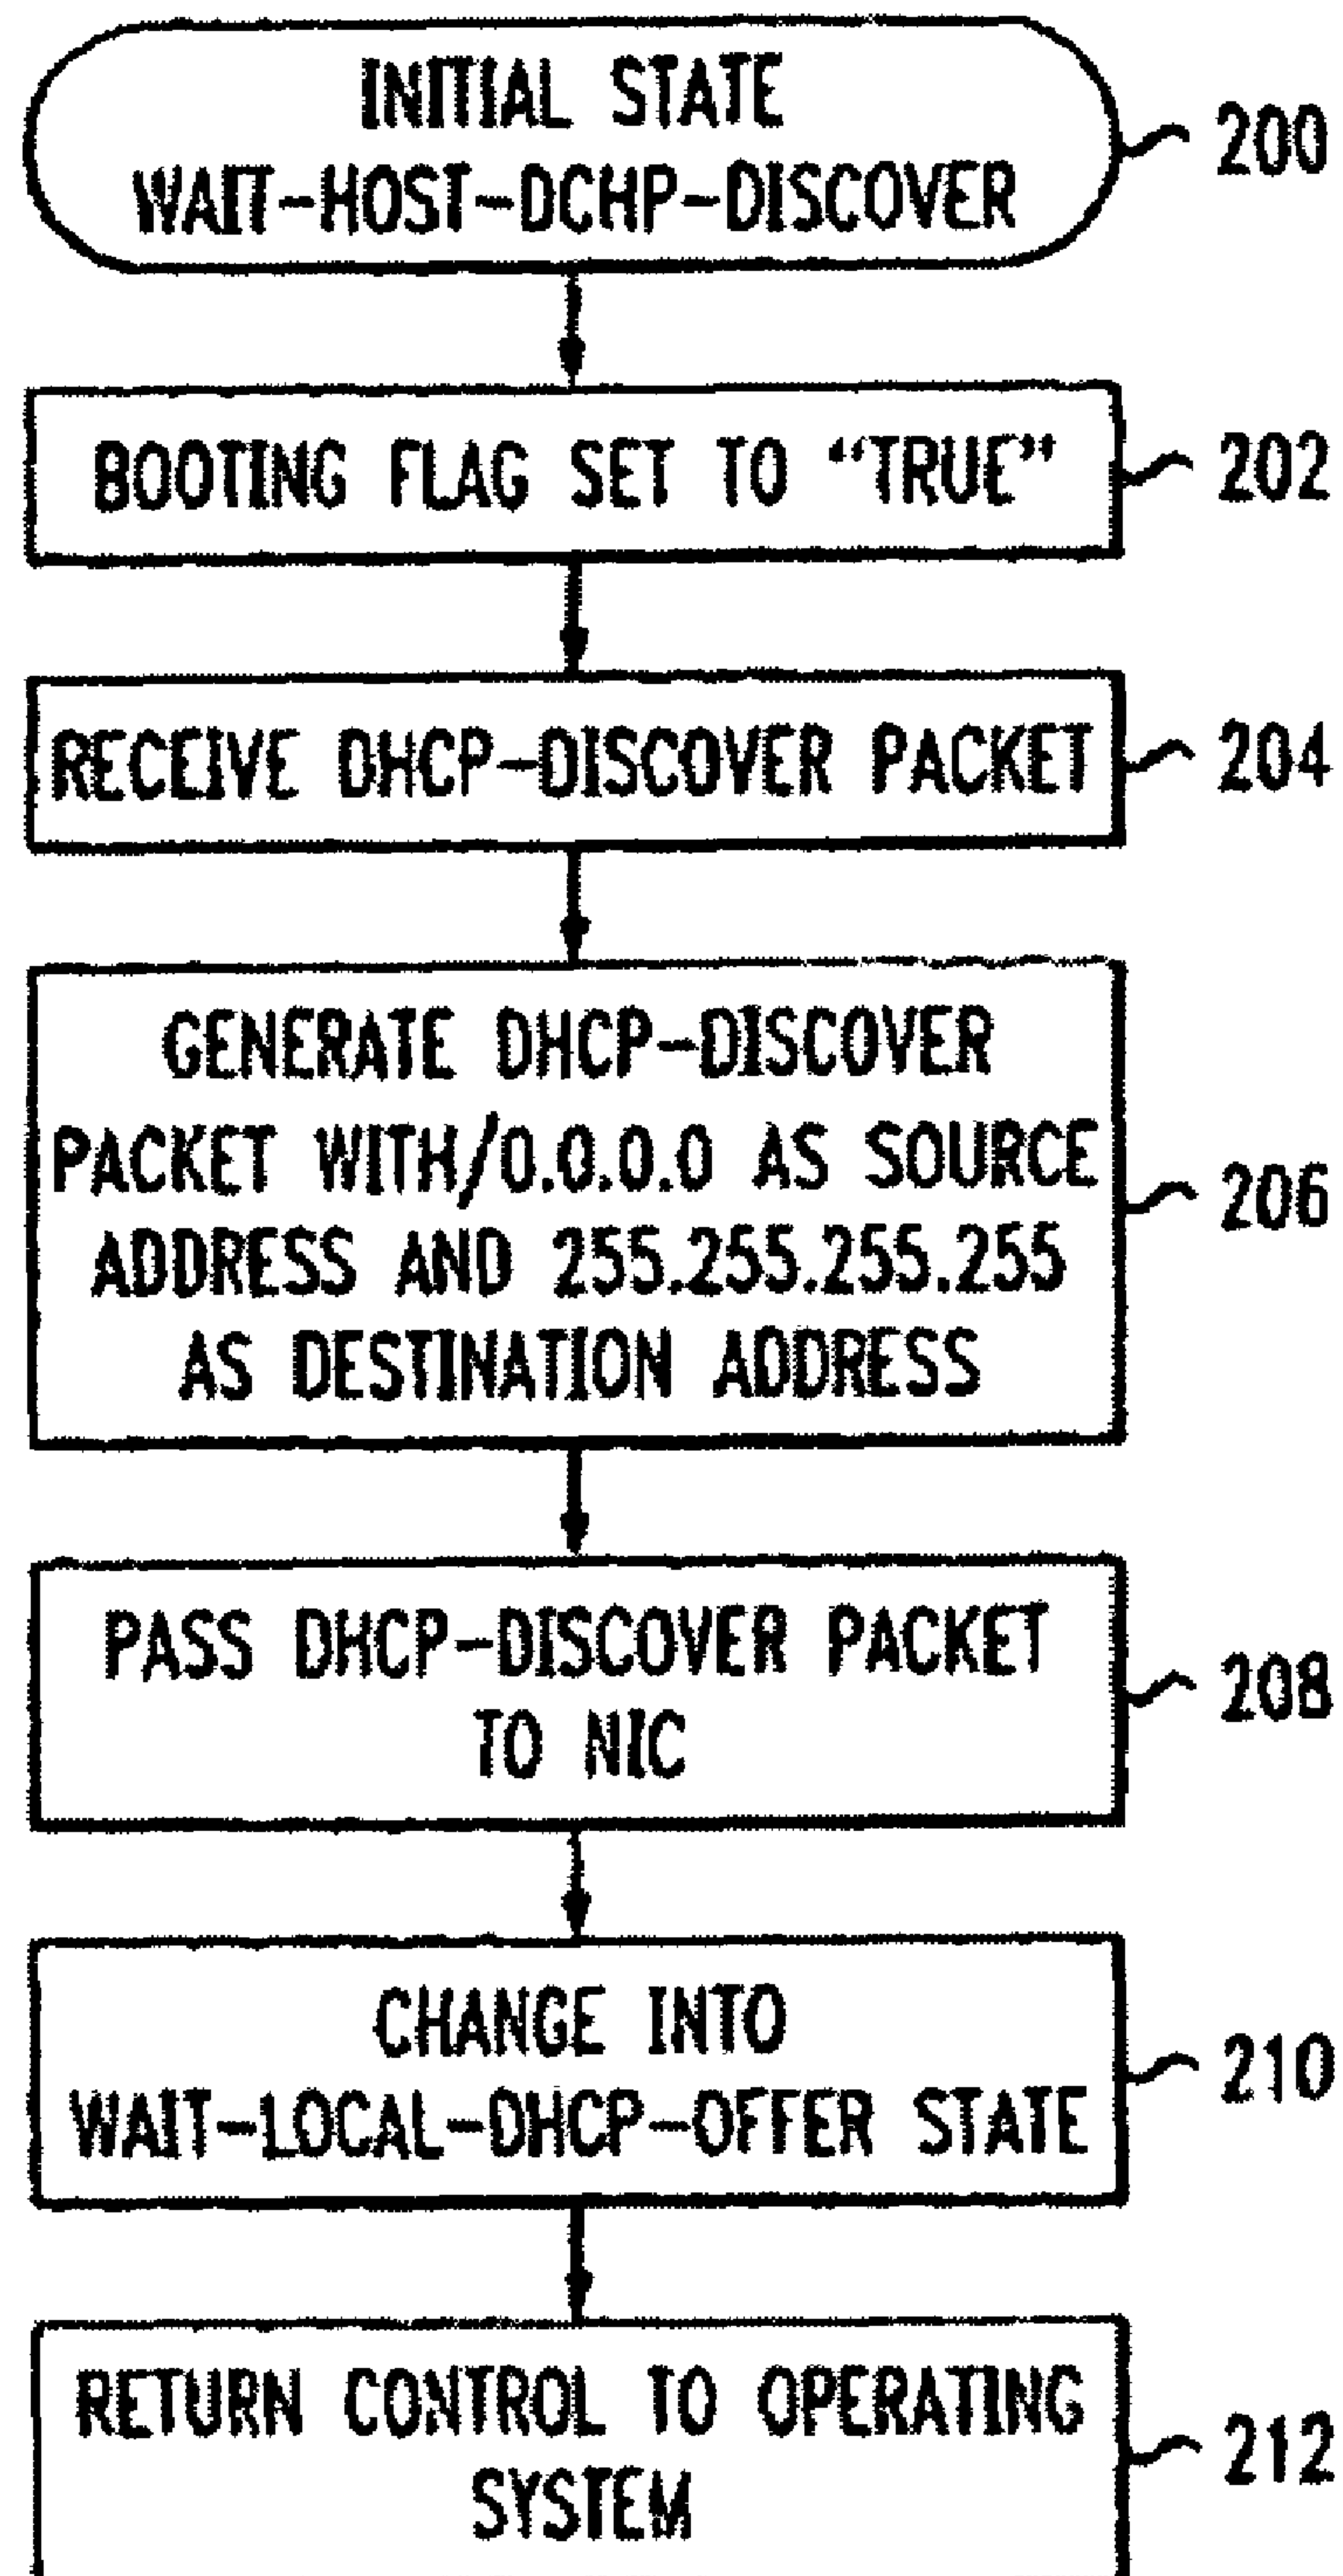 INITIAL STATE
WAIT-HOST-DCHP-DISCOVER
200
BOOTING FLAG SET TO “TRUE”
202
RECEIVE DHCP-DISCOVER PACKET
204
GENERATE DHCP-DISCOVER
PACKET WITH/0.0.0.0 AS SOURCE
ADDRESS AND 255.255.255.255
AS DESTINATION ADDRESS
206
PASS DHCP-DISCOVER PACKET
TO NIC
208
CHANGE INTO
WAIT-LOCAL-DHCP-OFFER STATE
210
RETURN CONTROL TO OPERATING
SYSTEM
212